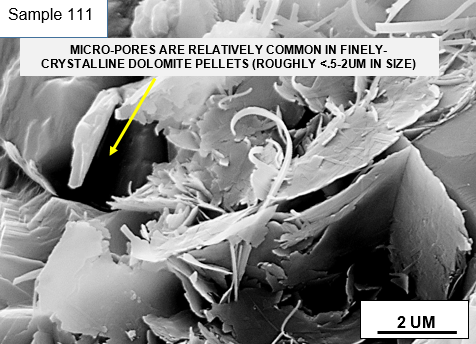 Sample 111
MICRO-PORES ARE RELATIVELY COMMON IN FINELY-
CRYSTALLINE DOLOMITE PELLETS (ROUGHLY <.5-2UM IN SIZE)
2 UM